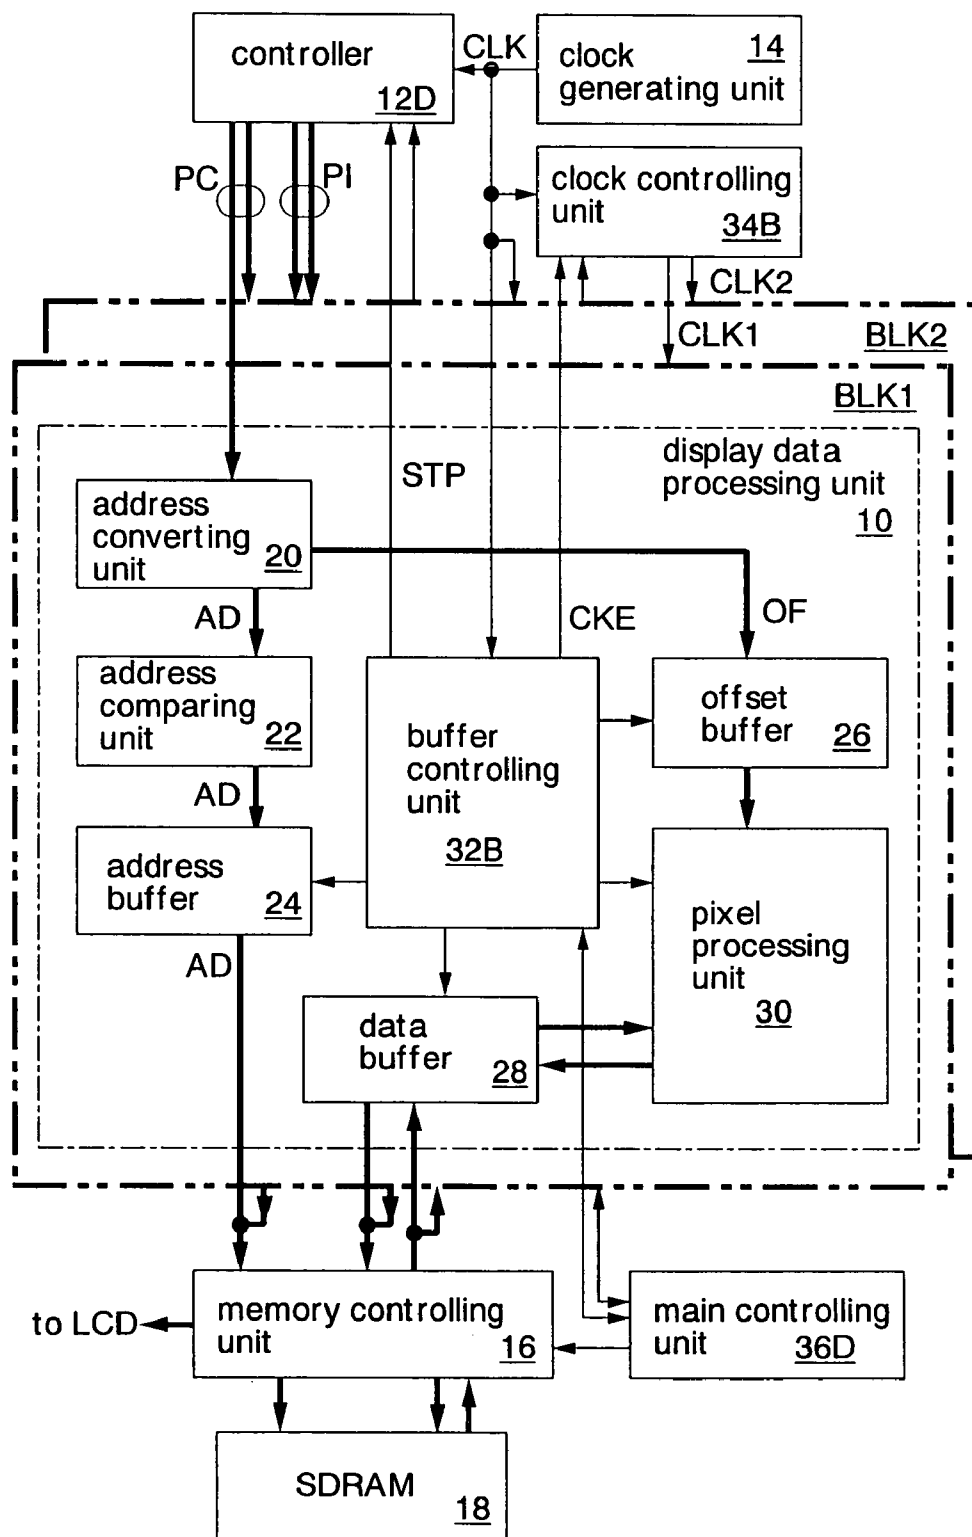 controller
12D
CLK
clock
generating unit
14
clock controlling
unit
34B
PC
PI
CLK2
CLK1
BLK2
BLK1
display data
processing unit
10
STP
address
converting
unit
20
AD
CKE
OF
address
comparing
unit
22
buffer
controlling
unit
32B
offset
buffer
26
AD
address
buffer
24
AD
pixel
processing
unit
30
data
buffer
28
to LCD
memory controlling
unit
16
main controlling
unit
36D
SDRAM
18